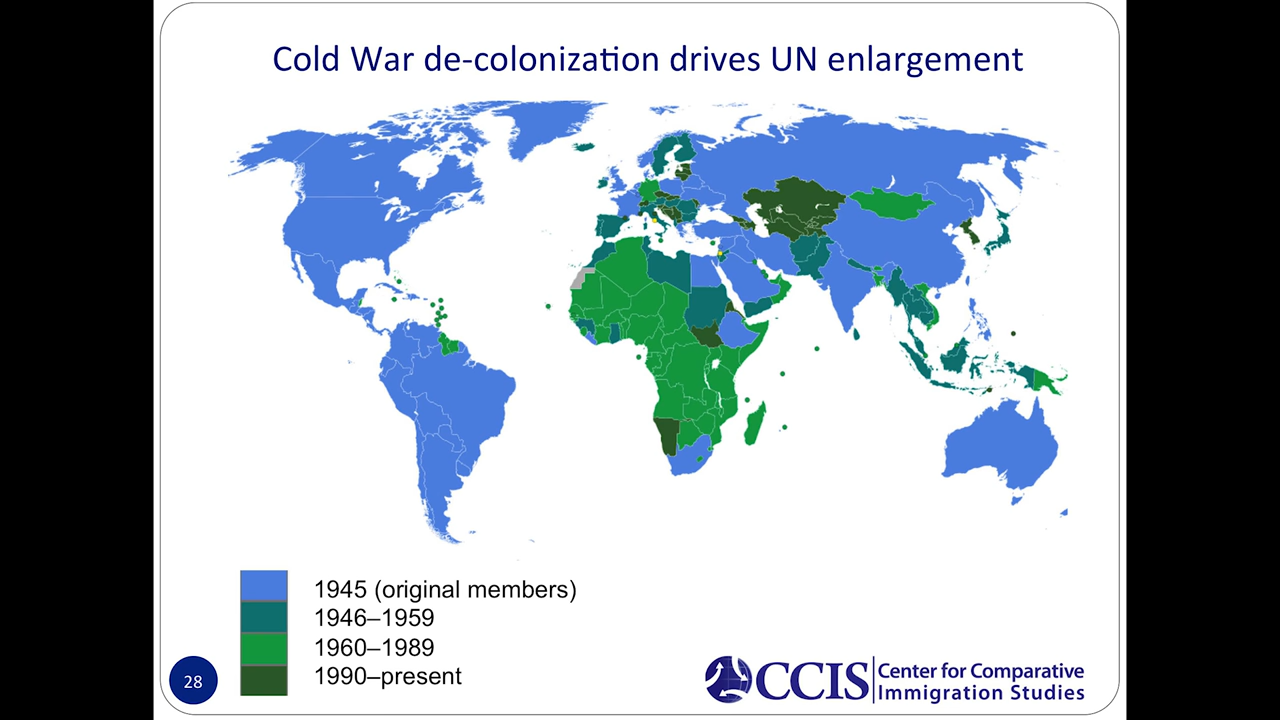 Cold War de-colonization drives UN enlargement
1945 (original members)
1946–1959
1960–1989
1990–present
28
CCIS
Center for Comparative
Immigration Studies